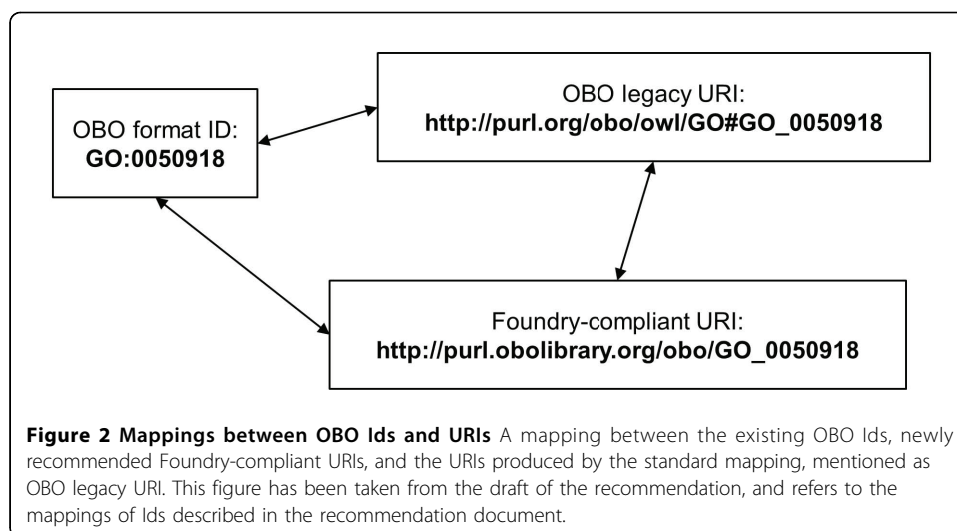 OBO format ID:
GO:0050918
OBO legacy URI:
http://purl.org/obo/owl/GO#GO_0050918
Foundry-compliant URI:
http://purl.obolibrary.org/obo/GO_0050918
Figure 2 Mappings between OBO Ids and URIs A mapping between the existing OBO Ids, newly
recommended Foundry-compliant URIs, and the URIs produced by the standard mapping, mentioned as
OBO legacy URI. This figure has been taken from the draft of the recommendation, and refers to the
mappings of Ids described in the recommendation document.